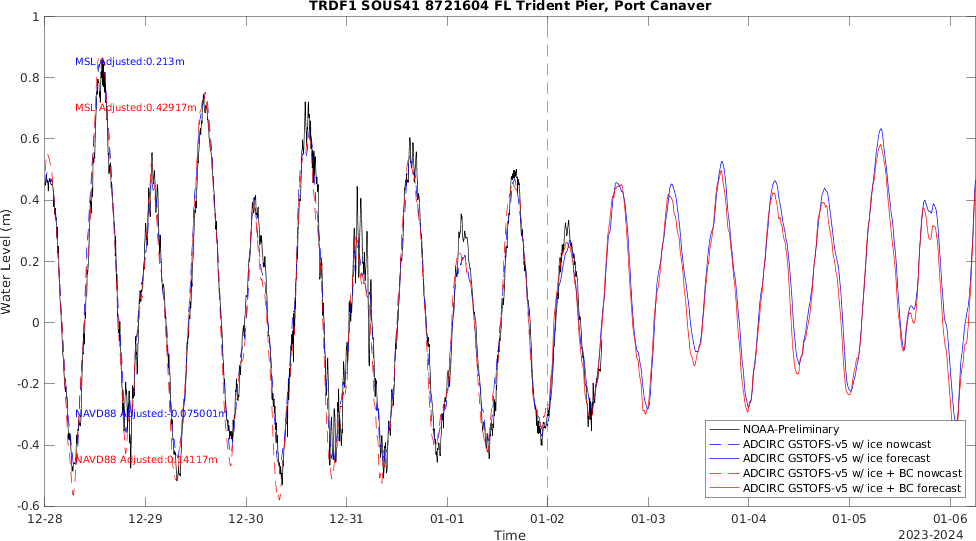 TRDF1 SOUS41 8721604 FL Trident Pier, Port Canaver
1
0.8
0.6
0.4
0.2
0
-0.2
-0.4
-0.6
Water Level (m)
MSL Adjusted:0.213m
MSL Adjusted:0.42917m
NAVD88 Adjusted:-0.075001m
NAVD88 Adjusted:0.14117m
NOAA-Preliminary
ADCIRC GSTOFS-v5 w/ ice nowcast
ADCIRC GSTOFS-v5 w/ ice forecast
ADCIRC GSTOFS-v5 w/ ice + BC nowcast
ADCIRC GSTOFS-v5 w/ ice + BC forecast
12-28 12-29 12-30 12-31 01-01 01-02 01-03 01-04 01-05 01-06
Time
2023-2024